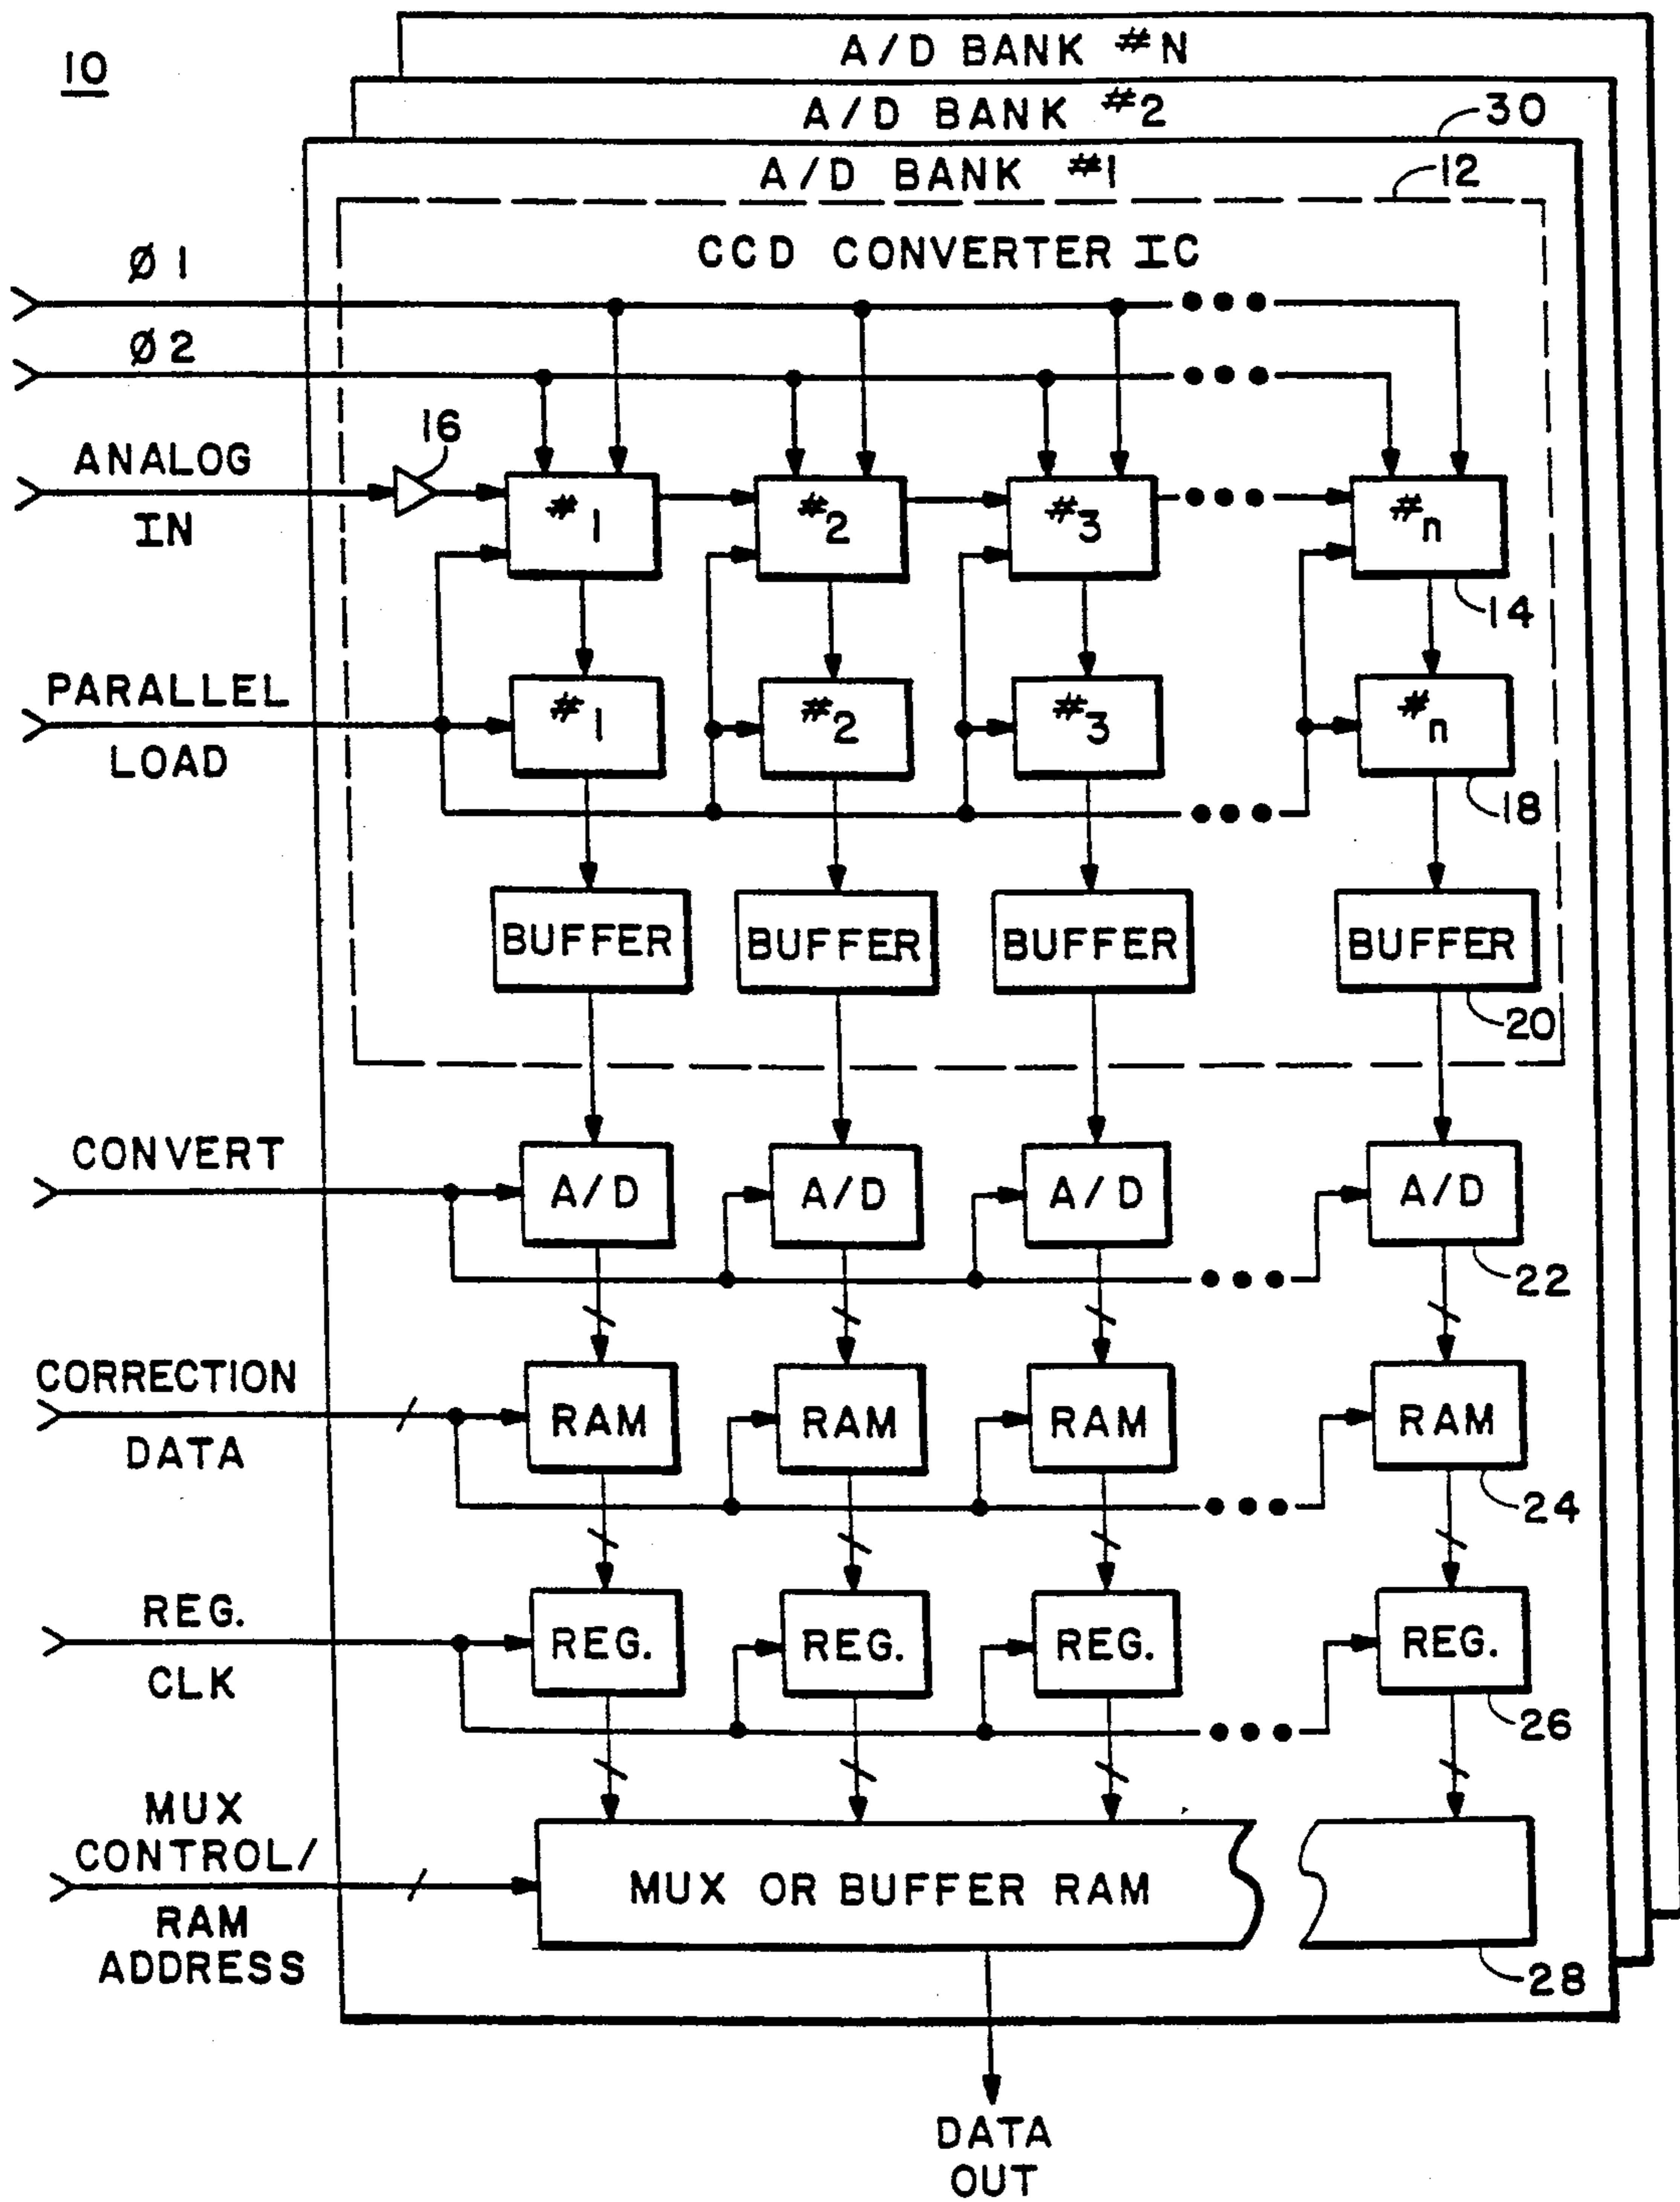 10
A/D BANK #N
A/D BANK #2
30
A/D BANK #1
12
CCD CONVERTER IC
Ø1
Ø2
16
ANALOG
IN
#1 #2 #3 #n
14
PARALLEL
LOAD
#1 #2 #3 #n
18
BUFFER BUFFER BUFFER BUFFER
20
CONVERT
A/D A/D A/D A/D
22
CORRECTION
DATA
RAM RAM RAM RAM
24
REG.
CLK
REG. REG. REG. REG.
26
MUX
CONTROL/
RAM
ADDRESS
MUX OR BUFFER RAM
28
DATA
OUT